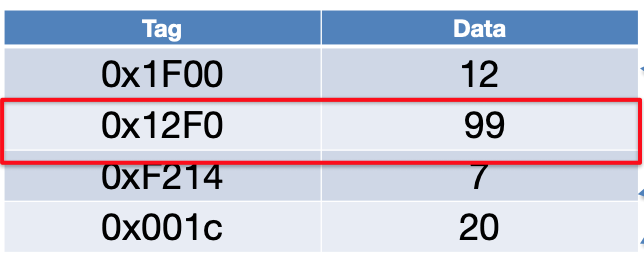 Tag Data
0x1F00 12
0x12F0 99
0xF214 7
0x001c 20